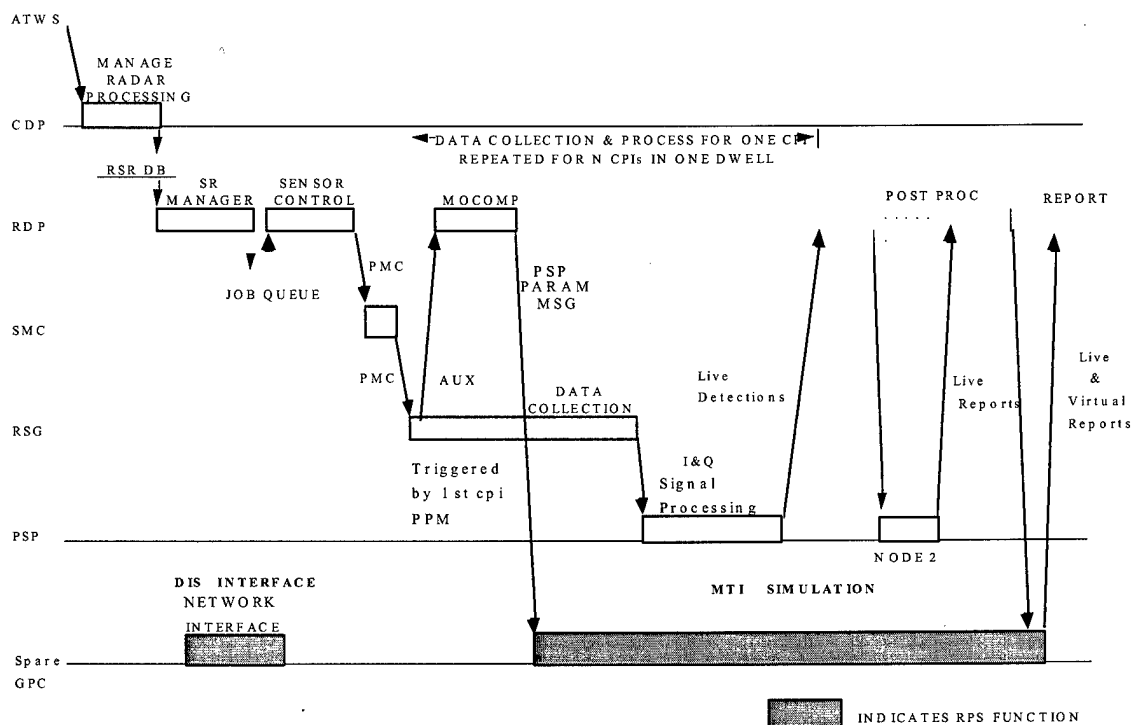 ATWS
MANAGE
RADAR
PROCESSING
CDP
DATA COLLECTION & PROCESS FOR ONE CPI
REPEATED FOR N CPIs IN ONE DWELL
RSR DB
SR
MANAGER
SENSOR
CONTROL
MOCOMP
POST PROC
.....
REPORT
RDP
PMC
JOB QUEUE
PSP
PARAM
MSG
SMC
PMC
AUX
DATA
COLLECTION
Live
Detections
Live
Reports
Live
&
Virtual
Reports
RSG
Triggered
by 1st cpi
PPM
I&Q
Signal
Processing
PSP
NODE2
DIS INTERFACE
NETWORK
INTERFACE
MTI SIMULATION
Spare
GPC
INDICATES RPS FUNCTION